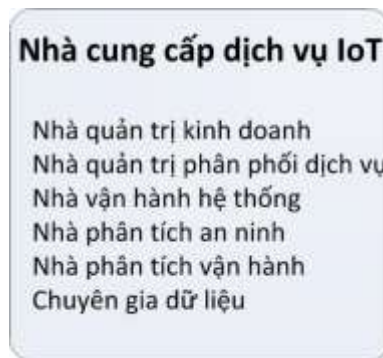 Nhà cung cấp dịch vụ IoT
Nhà quản trị kinh doanh
Nhà quản trị phân phối dịch vụ
Nhà vận hành hệ thống
Nhà phân tích an ninh
Nhà phân tích vận hành
Chuyên gia dữ liệu